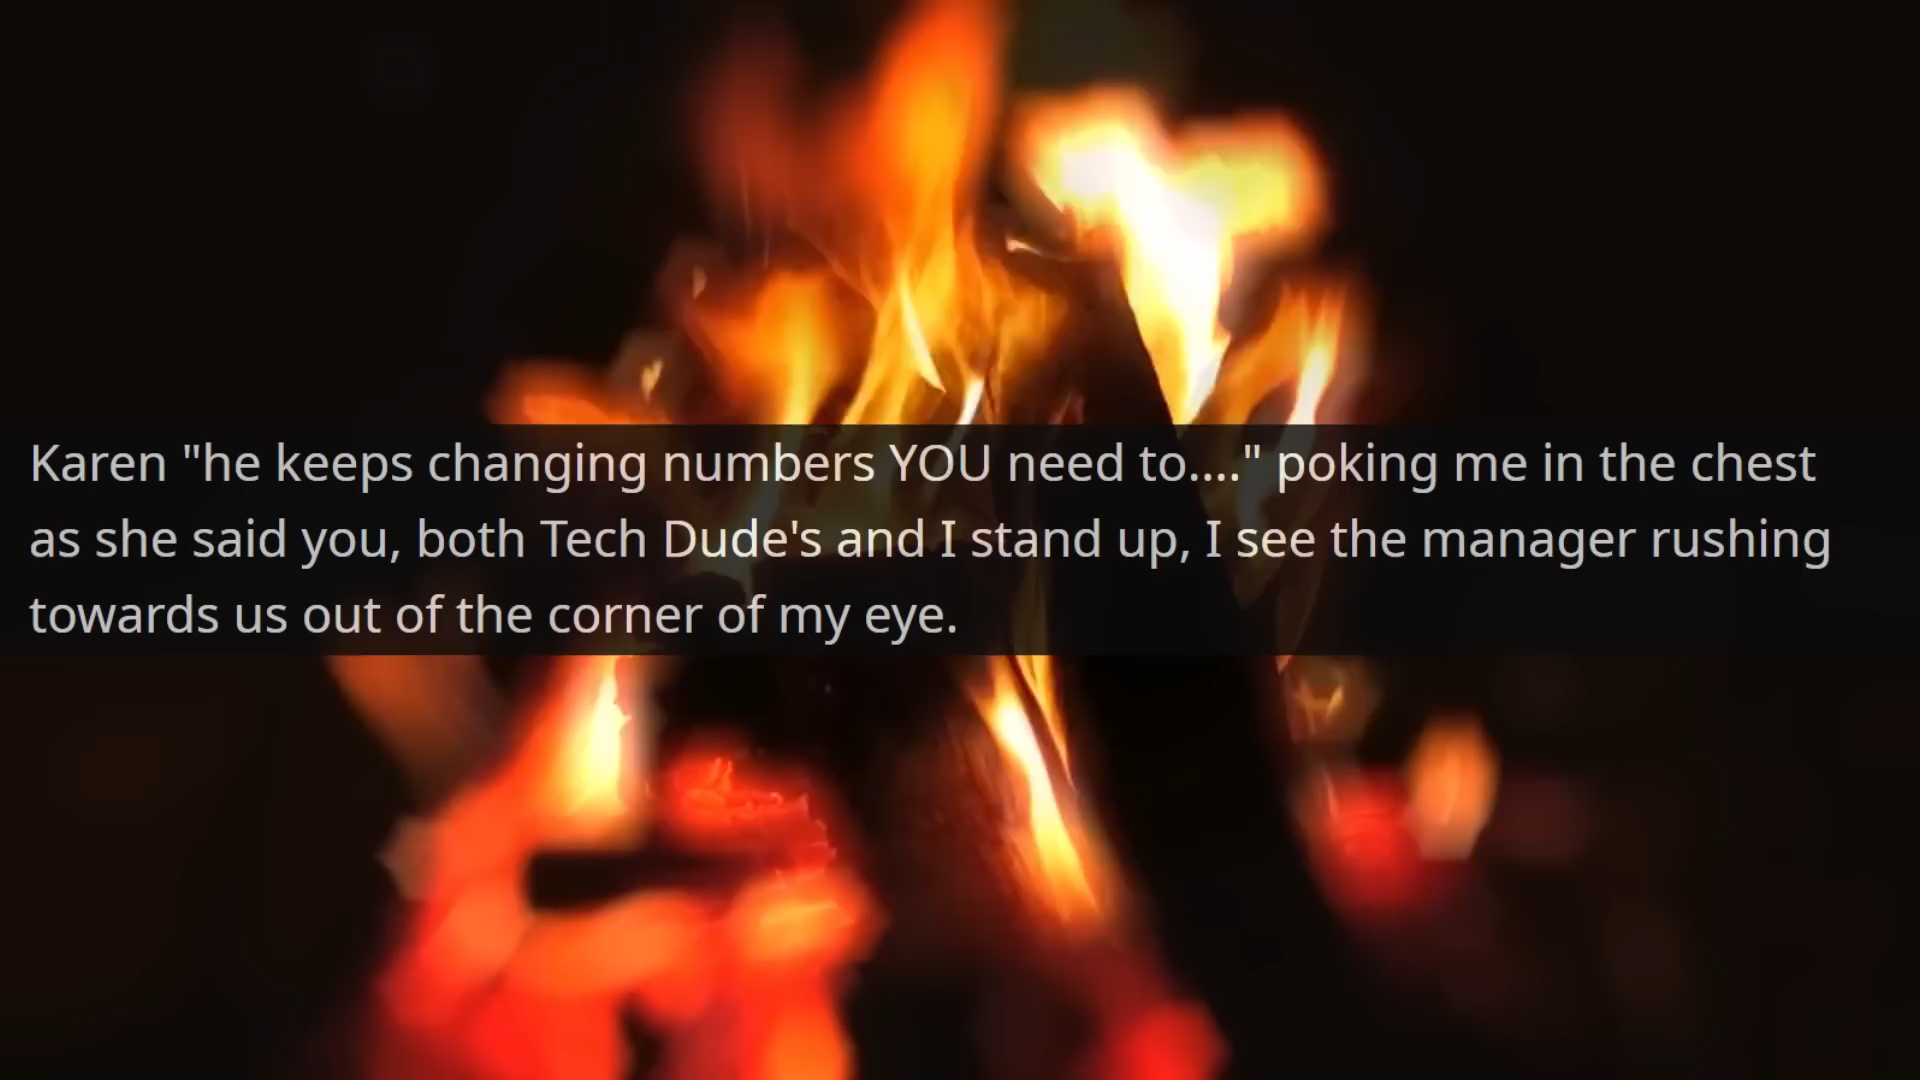 Karen "he keeps changing numbers YOU need to...." poking me in the chest
as she said you, both Tech Dude's and I stand up, I see the manager rushing
towards us out of the corner of my eye.